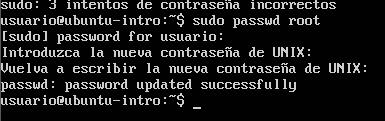 sudo: 3 intentos de contraseña incorrectos
usuario@ubuntu-intro:~$ sudo passwd root
[sudo] password for usuario:
Introduzca la nueva contraseña de UNIX:
Vuelva a escribir la nueva contraseña de UNIX:
passwd: password updated successfully
usuario@ubuntu-intro:~$ _